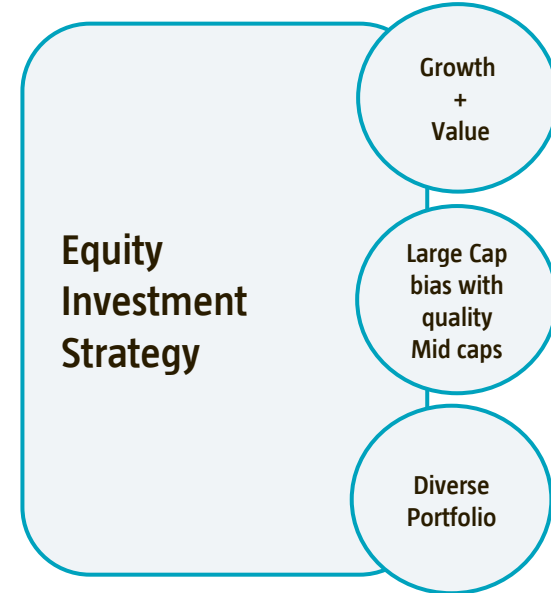 Equity
Investment
Strategy
Growth
+
Value
Large Cap
bias with
quality
Mid caps
Diverse
Portfolio